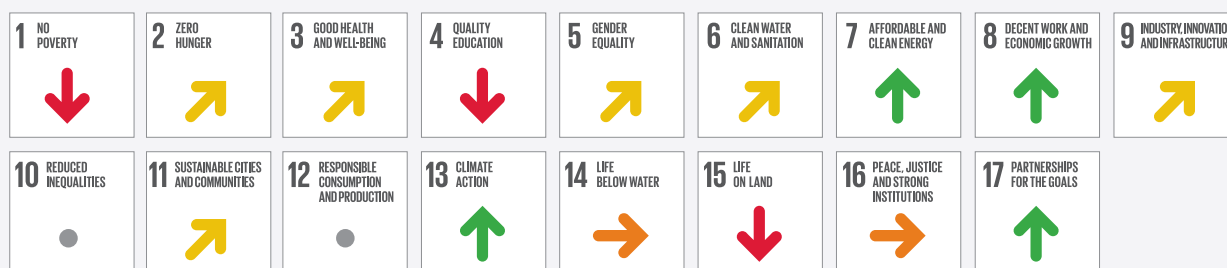 1 NO
POVERTY
2 ZERO
HUNGER
3 GOOD HEALTH
AND WELL-BEING
4 QUALITY
EDUCATION
5 GENDER
EQUALITY
6 CLEAN WATER
AND SANITATION
7 AFFORDABLE AND
CLEAN ENERGY
8 DECENT WORK AND
ECONOMIC GROWTH
9 INDUSTRY, INNOVATIO
AND INFRASTRUCTUR
10 REDUCED
INEQUALITIES
11 SUSTAINABLE CITIES
AND COMMUNITIES
12 RESPONSIBLE
CONSUMPTION
AND PRODUCTION
13 CLIMATE
ACTION
14 LIFE
BELOW WATER
15 LIFE
ON LAND
16 PEACE, JUSTICE
AND STRONG
INSTITUTIONS
17 PARTNERSHIPS
FOR THE GOALS